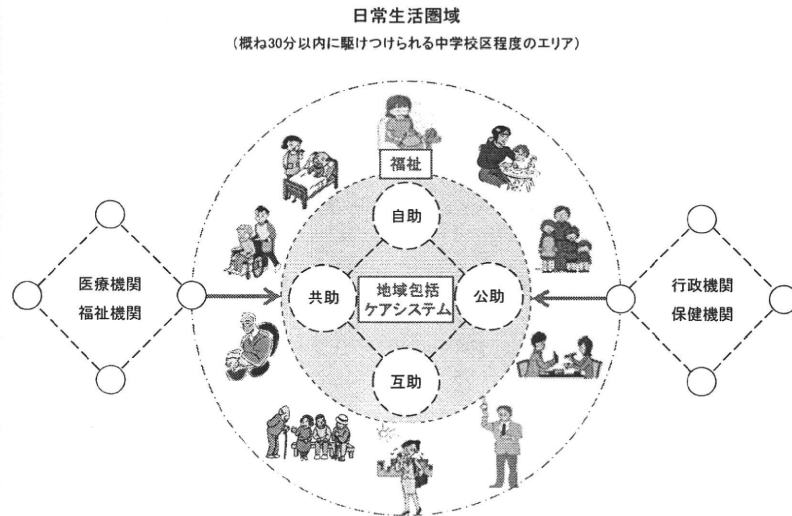 日常生活圏域
（概ね30分以内に駆けつけられる中学校区程度のエリア）
福祉
自助
医療機関
福祉機関
共助
地域包括
ケアシステム
公助
行政機関
保健機関
互助